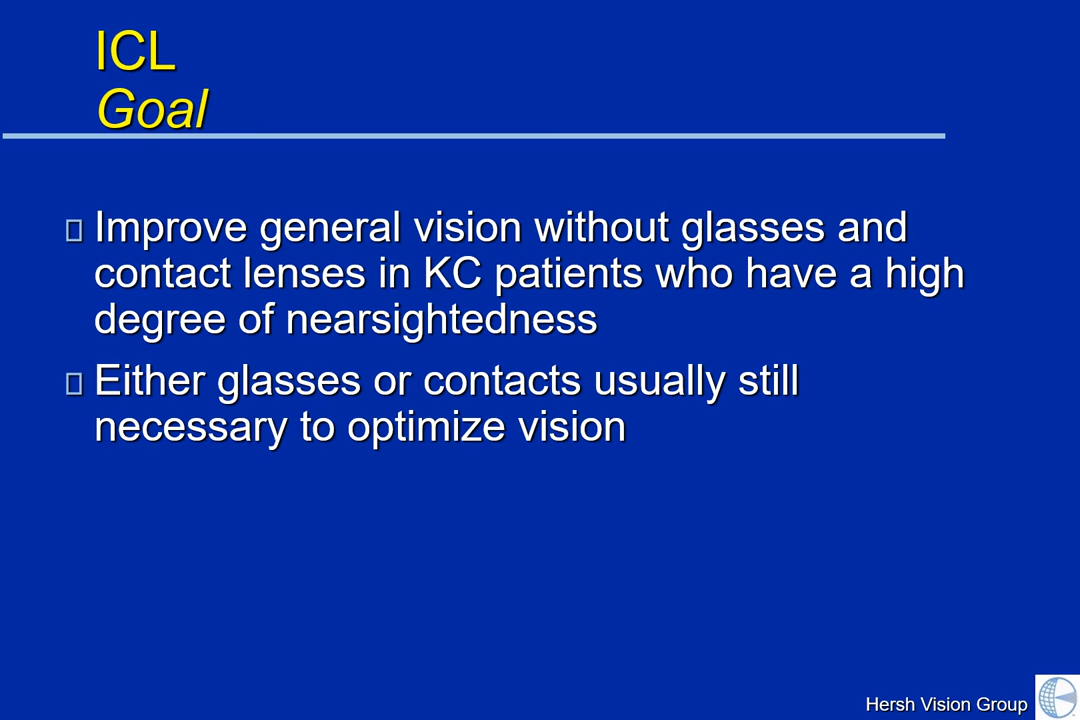 ICL
Goal
Improve general vision without glasses and
contact lenses in KC patients who have a high
degree of nearsightedness
Either glasses or contacts usually still
necessary to optimize vision
Hersh Vision Group